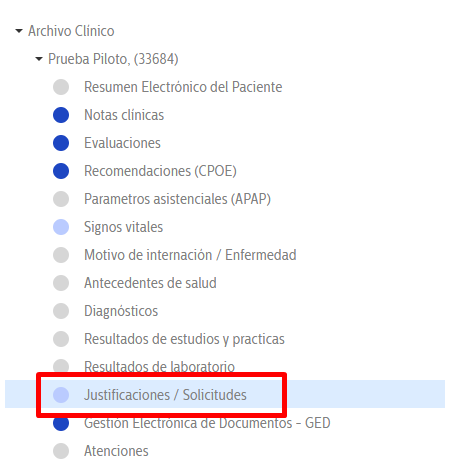 Archivo Clínico
Prueba Piloto, (33684)
Resumen Electrónico del Paciente
Notas clínicas
Evaluaciones
Recomendaciones (CPOE)
Parametros asistenciales (APAP)
Signos vitales
Motivo de internación / Enfermedad
Antecedentes de salud
Diagnósticos
Resultados de estudios y practicas
Resultados de laboratorio
Justificaciones / Solicitudes
Gestión Electrónica de Documentos - GED
Atenciones